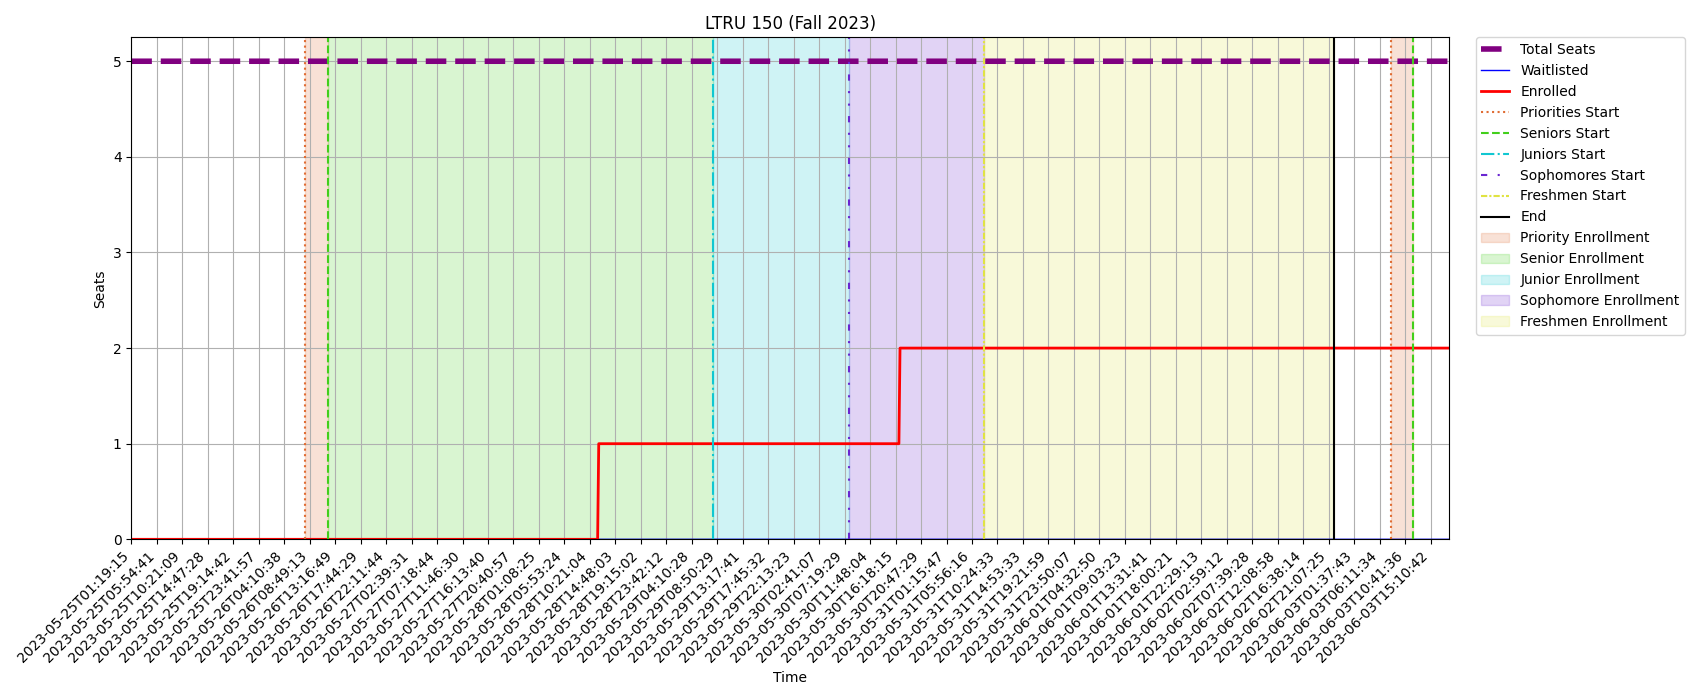 LTRU 150 (Fall 2023)
Seats
5
4
3
2
1
0
2023-05-25T01:19:15
2023-05-25T05:54:41
2023-05-25T10:21:09
2023-05-25T14:47:28
2023-05-25T19:14:42
2023-05-25T23:41:57
2023-05-26T04:10:38
2023-05-26T08:49:13
2023-05-26T13:16:49
2023-05-26T17:44:29
2023-05-26T22:11:44
2023-05-27T02:39:31
2023-05-27T07:18:44
2023-05-27T11:46:30
2023-05-27T16:13:40
2023-05-27T20:40:57
2023-05-28T01:08:25
2023-05-28T05:53:24
2023-05-28T10:21:04
2023-05-28T14:48:03
2023-05-28T19:15:02
2023-05-28T23:42:12
2023-05-29T04:10:28
2023-05-29T08:50:29
2023-05-29T13:17:41
2023-05-29T17:45:32
2023-05-29T22:13:23
2023-05-30T02:41:07
2023-05-30T07:19:29
2023-05-30T11:48:04
2023-05-30T16:18:15
2023-05-30T20:47:29
2023-05-31T01:15:47
2023-05-31T05:56:16
2023-05-31T10:24:33
2023-05-31T14:53:33
2023-05-31T19:21:59
2023-05-31T23:50:07
2023-06-01T04:32:50
2023-06-01T09:03:23
2023-06-01T13:31:41
2023-06-01T18:00:21
2023-06-01T22:29:13
2023-06-02T02:59:12
2023-06-02T07:39:28
2023-06-02T12:08:58
2023-06-02T16:38:14
2023-06-02T21:07:25
2023-06-03T01:37:43
2023-06-03T06:11:34
2023-06-03T10:41:36
2023-06-03T15:10:42
Time
Total Seats
Waitlisted
Enrolled
Priorities Start
Seniors Start
Juniors Start
Sophomores Start
Freshmen Start
End
Priority Enrollment
Senior Enrollment
Junior Enrollment
Sophomore Enrollment
Freshmen Enrollment